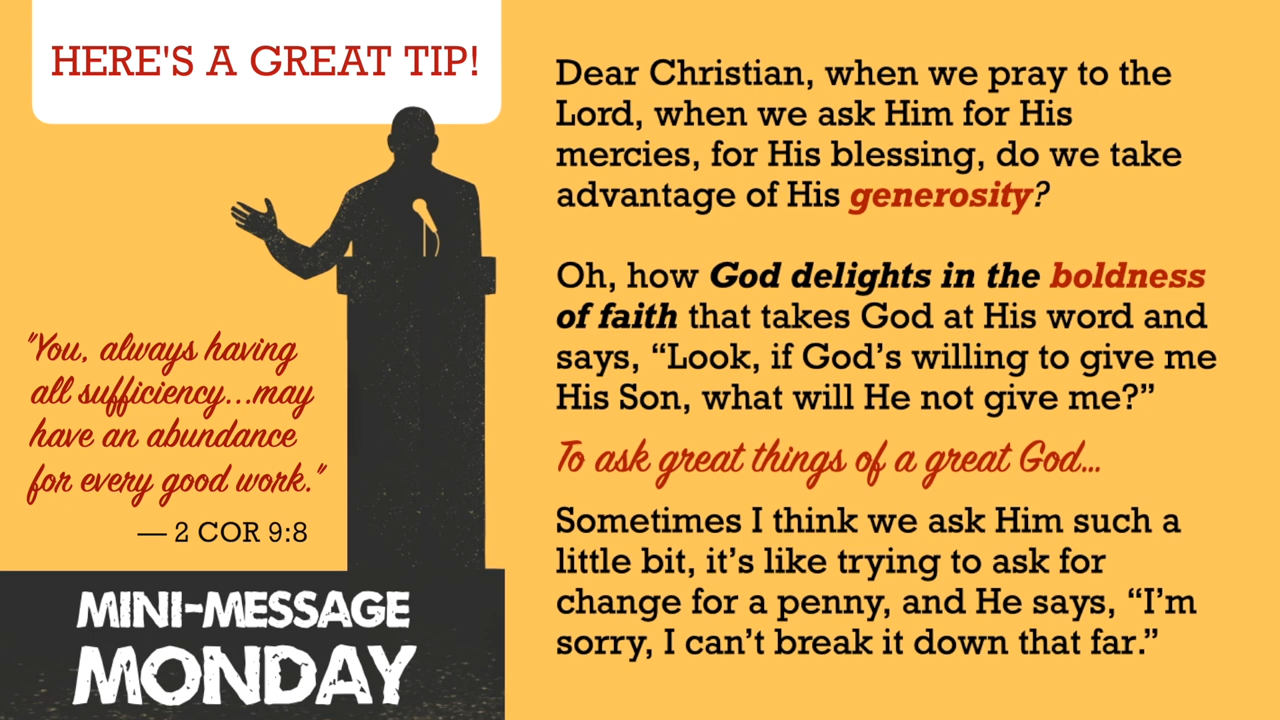 HERE'S A GREAT TIP!
"You, always having
all sufficiency...may
have an abundance
for every good work."
— 2 COR 9:8
MINI-MESSAGE
MONDAY
Dear Christian, when we pray to the
Lord, when we ask Him for His
mercies, for His blessing, do we take
advantage of His generosity?
Oh, how God delights in the boldness
of faith that takes God at His word and
says, “Look, if God’s willing to give me
His Son, what will He not give me?”
To ask great things of a great God...
Sometimes I think we ask Him such a
little bit, it’s like trying to ask for
change for a penny, and He says, “I’m
sorry, I can’t break it down that far.”